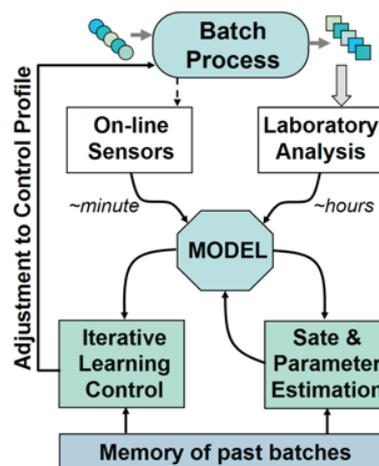 Batch
Process
Adjustment to Control Profile
On-line
Sensors
Laboratory
Analysis
~minute
~hours
MODEL
Iterative
Learning
Control
Sate &
Parameter
Estimation
Memory of past batches